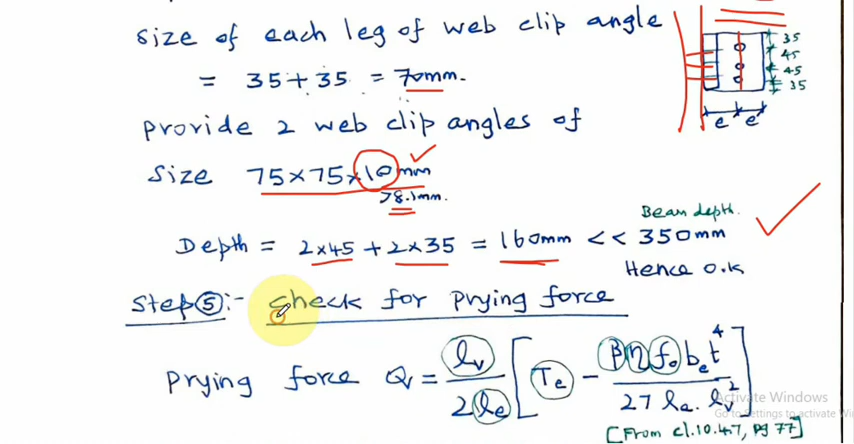 size of each leg of web clip angle
= 35+35 = 70mm.
35
45
45
35
e e
Provide 2 web clip angles of
size 75×75×10mm
>8.1mm.
Beam depth.
Depth = 2×45 + 2×35 = 160mm << 350mm
Hence O.K
Step⑤:- Check for prying force
Prying force Q = lv/2le [Te − βηf₀bₑt⁴/27 le.lv²]
Activate Windows
Go to Settings to activate Windows
[From cl.10.4.7, pg 77]